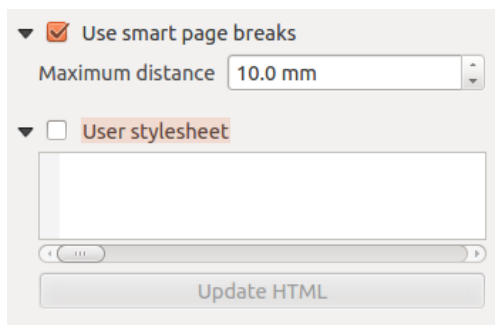 Use smart page breaks
Maximum distance 10.0 mm
User stylesheet
Update HTML